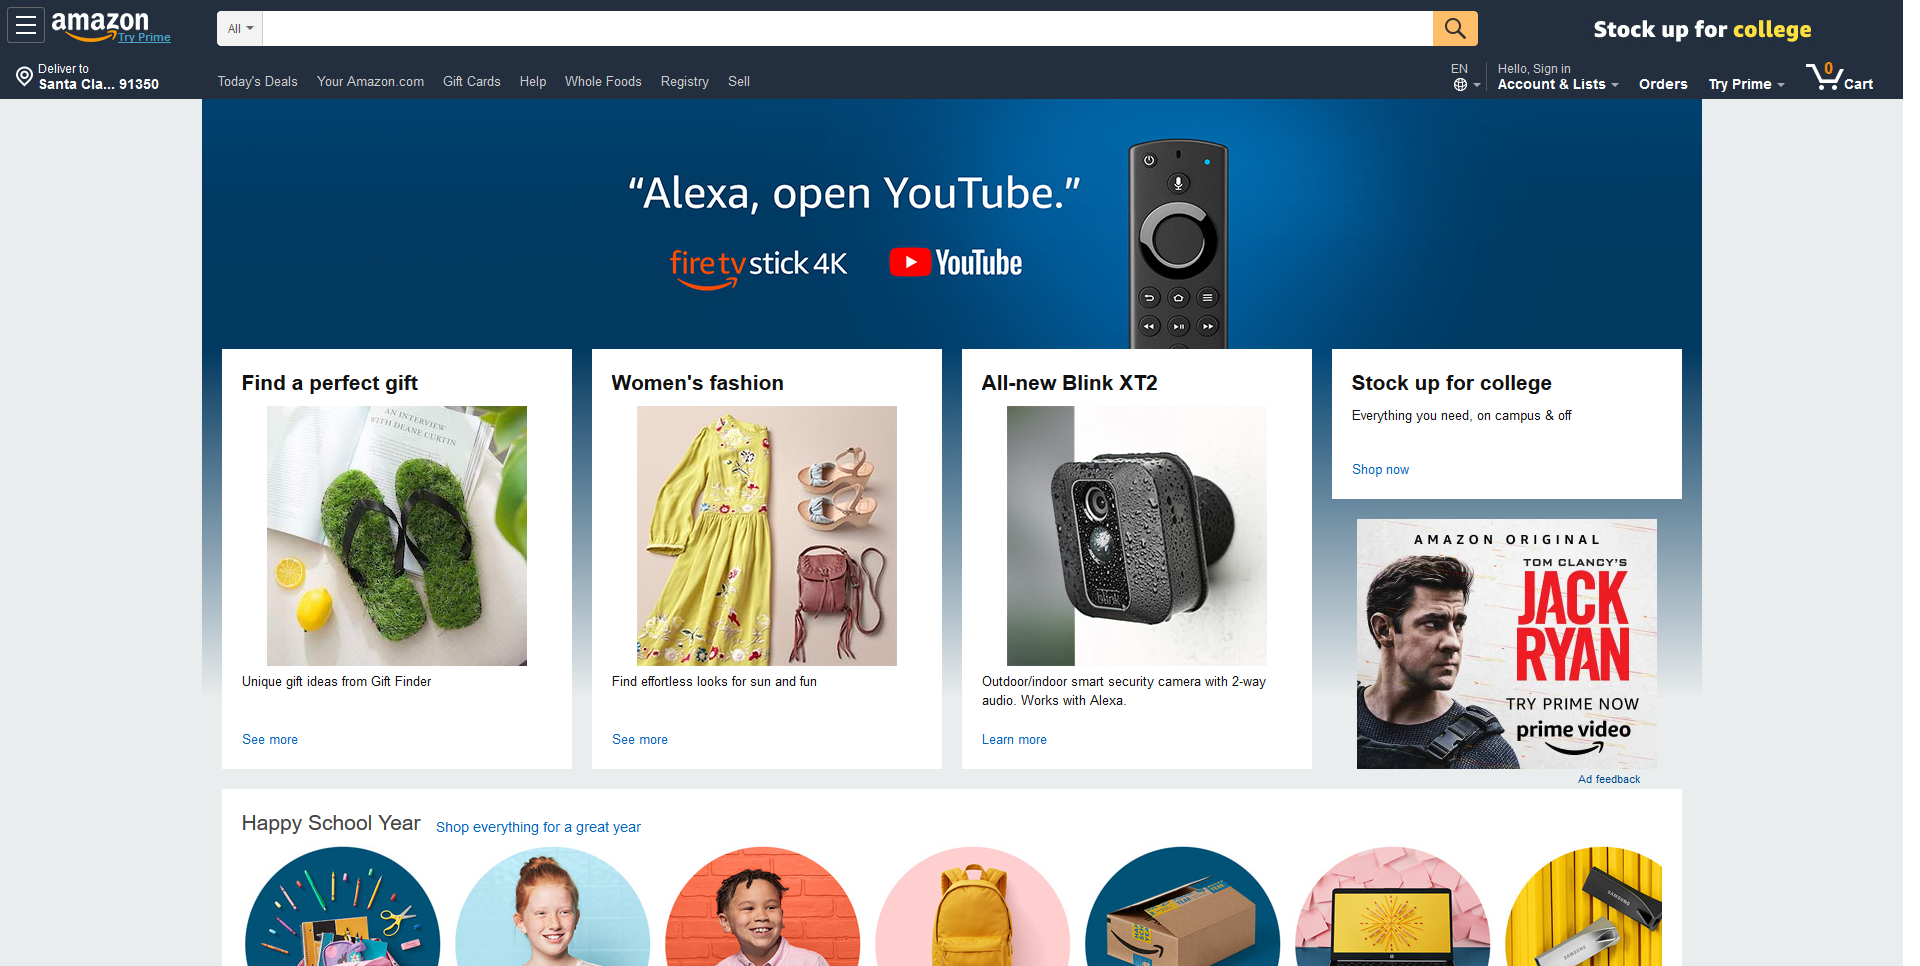 amazon
Try Prime
All
Stock up for college
Deliver to
Santa Cla... 91350
Today's Deals
Your Amazon.com
Gift Cards
Help
Whole Foods
Registry
Sell
EN
Hello, Sign in
Account & Lists
Orders
Try Prime
0
Cart
“Alexa, open YouTube.”
fire tv stick 4K
YouTube
Find a perfect gift
AN INTERVIEW
WITH DEANE CURTIN
Unique gift ideas from Gift Finder
See more
Women's fashion
Find effortless looks for sun and fun
See more
All-new Blink XT2
blink
Outdoor/indoor smart security camera with 2-way
audio. Works with Alexa.
Learn more
Stock up for college
Everything you need, on campus & off
Shop now
AMAZON ORIGINAL
TOM CLANCY'S
JACK
RYAN
TRY PRIME NOW
prime video
Ad feedback
Happy School Year
Shop everything for a great year
SAMSUNG
SAMSUNG